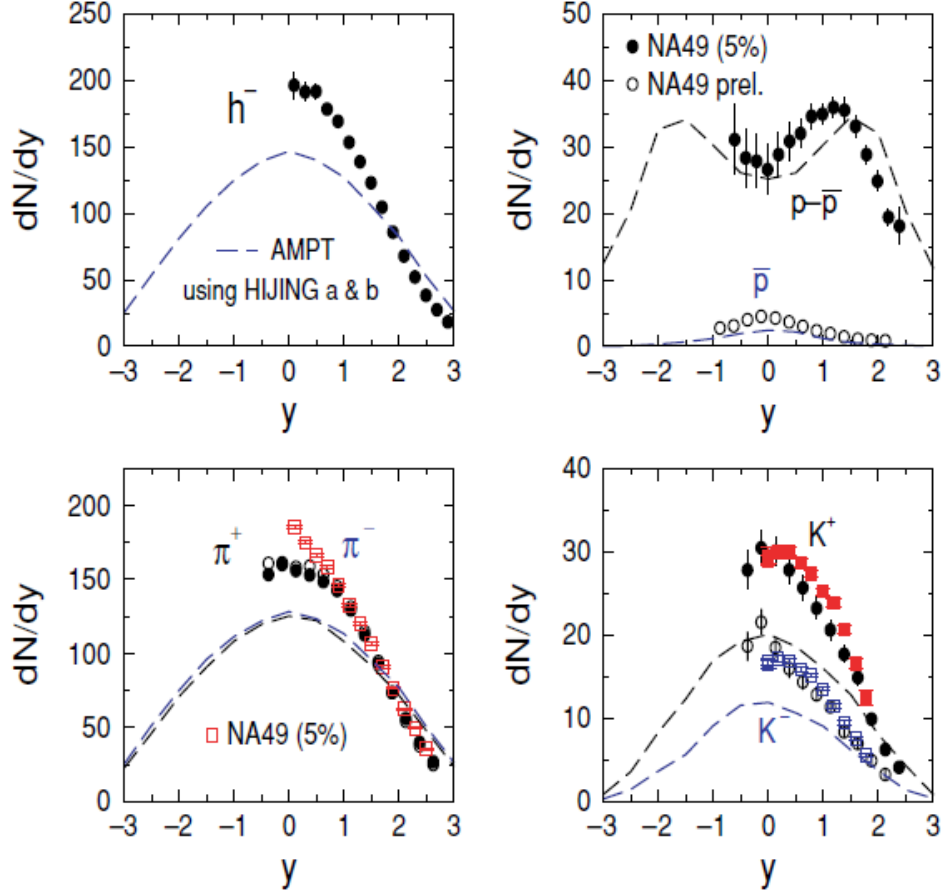 250
200
150
100
50
0
dN/dy
h⁻
AMPT
using HIJING a & b
−3 −2 −1 0 1 2 3
y
50
40
30
20
10
0
dN/dy
NA49 (5%)
NA49 prel.
p−p̅
p̅
−3 −2 −1 0 1 2 3
y
200
150
100
50
0
dN/dy
π⁺
π⁻
NA49 (5%)
−3 −2 −1 0 1 2 3
y
40
30
20
10
0
dN/dy
K⁺
K⁻
−3 −2 −1 0 1 2 3
y